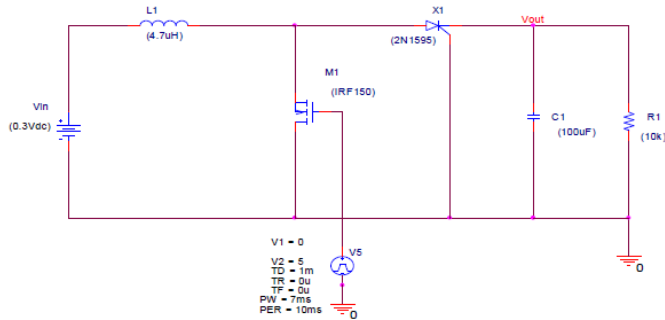 L1
(4.7uH)
X1
(2N1595)
Vout
M1
(IRF150)
Vin
(0.3Vdc)
C1
(100uF)
R1
(10k)
V1 = 0
V2 = 5
TD = 1m
TR = 0u
TF = 0u
PW = 7ms
PER = 10ms
V5
0
0